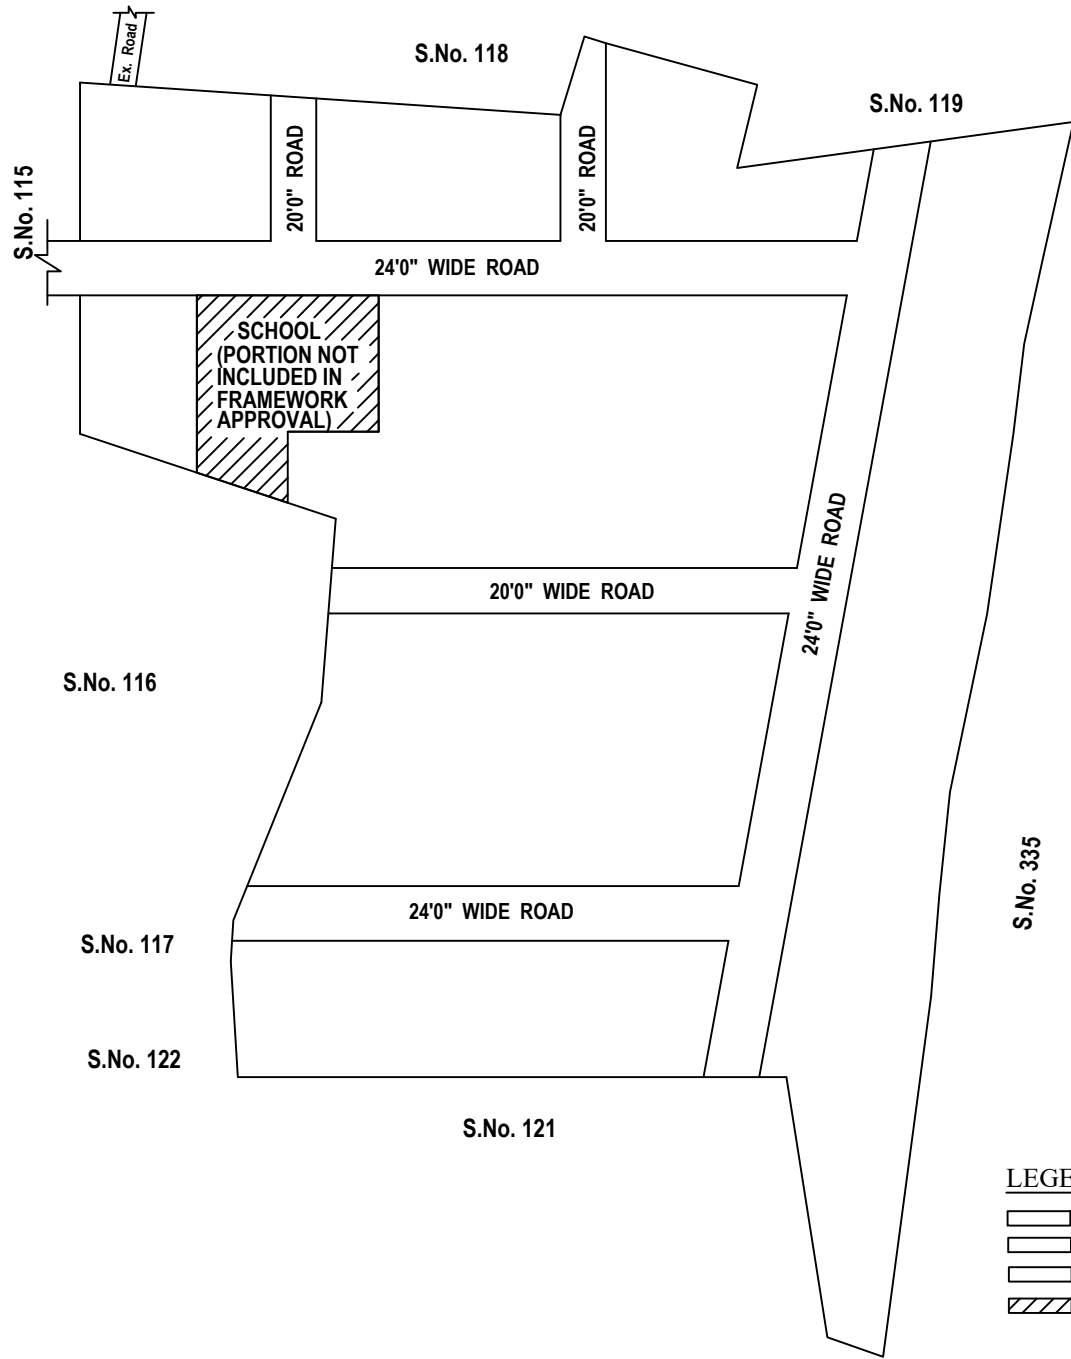 Ex. Road
S.No. 118
S.No. 119
S.No. 115
20'0" ROAD
20'0" ROAD
24'0" WIDE ROAD
SCHOOL
(PORTION NOT
INCLUDED IN
FRAMEWORK
APPROVAL)
24'0" WIDE ROAD
20'0" WIDE ROAD
S.No. 116
S.No. 335
24'0" WIDE ROAD
S.No. 117
S.No. 122
S.No. 121
LEGE